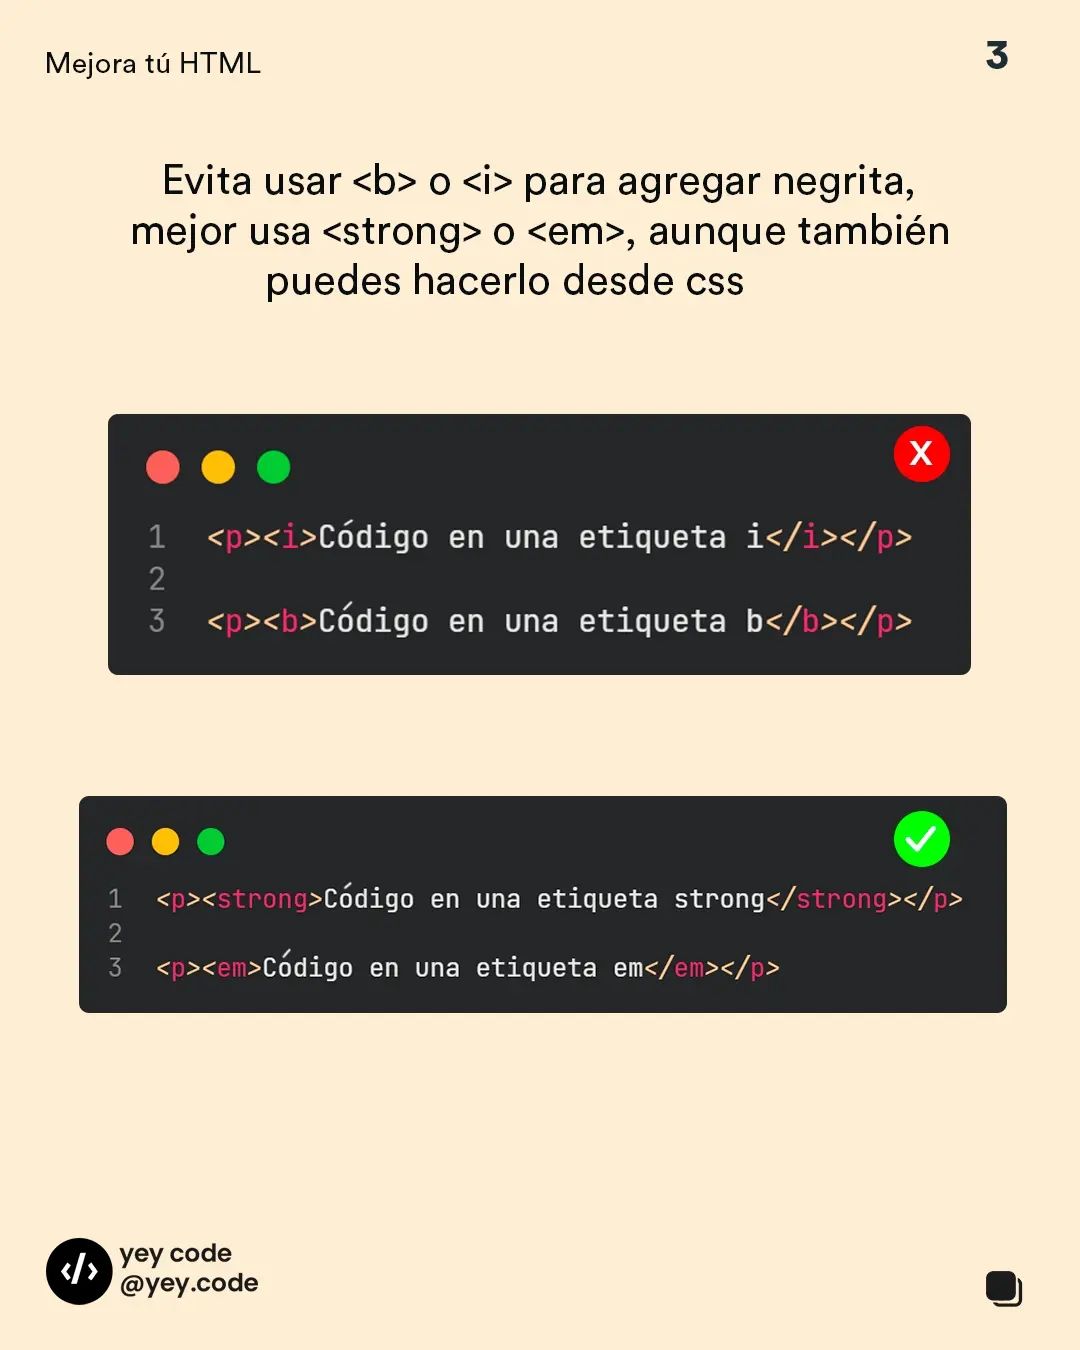 Mejora tú HTML
3
Evita usar <b> o <i> para agregar negrita,
mejor usa <strong> o <em>, aunque también
puedes hacerlo desde css
X
1 <p><i>Código en una etiqueta i</i></p>
2
3 <p><b>Código en una etiqueta b</b></p>
1 <p><strong>Código en una etiqueta strong</strong></p>
2
3 <p><em>Código en una etiqueta em</em></p>
</>
yey code
@yey.code